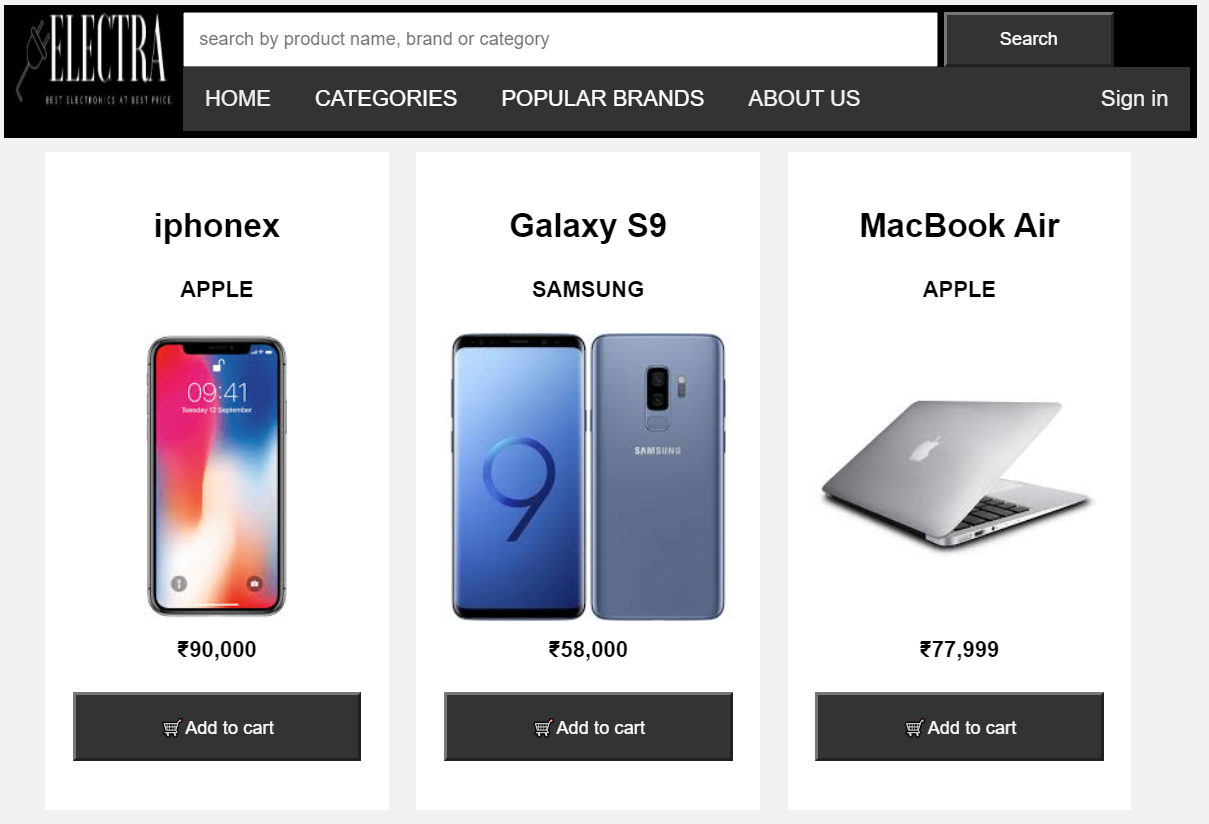 ELECTRA
BEST ELECTRONICS AT BEST PRICE.
search by product name, brand or category
Search
HOME
CATEGORIES
POPULAR BRANDS
ABOUT US
Sign in
iphonex
APPLE
09:41
Tuesday 12 September
₹90,000
Add to cart
Galaxy S9
SAMSUNG
9
SAMSUNG
₹58,000
Add to cart
MacBook Air
APPLE
₹77,999
Add to cart